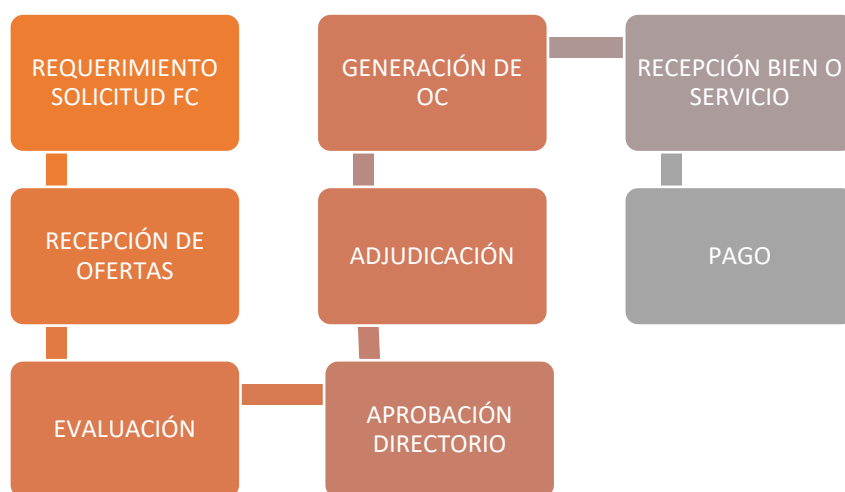 REQUERIMIENTO
SOLICITUD FC
RECEPCIÓN DE
OFERTAS
EVALUACIÓN
APROBACIÓN
DIRECTORIO
ADJUDICACIÓN
GENERACIÓN DE
OC
RECEPCIÓN BIEN O
SERVICIO
PAGO